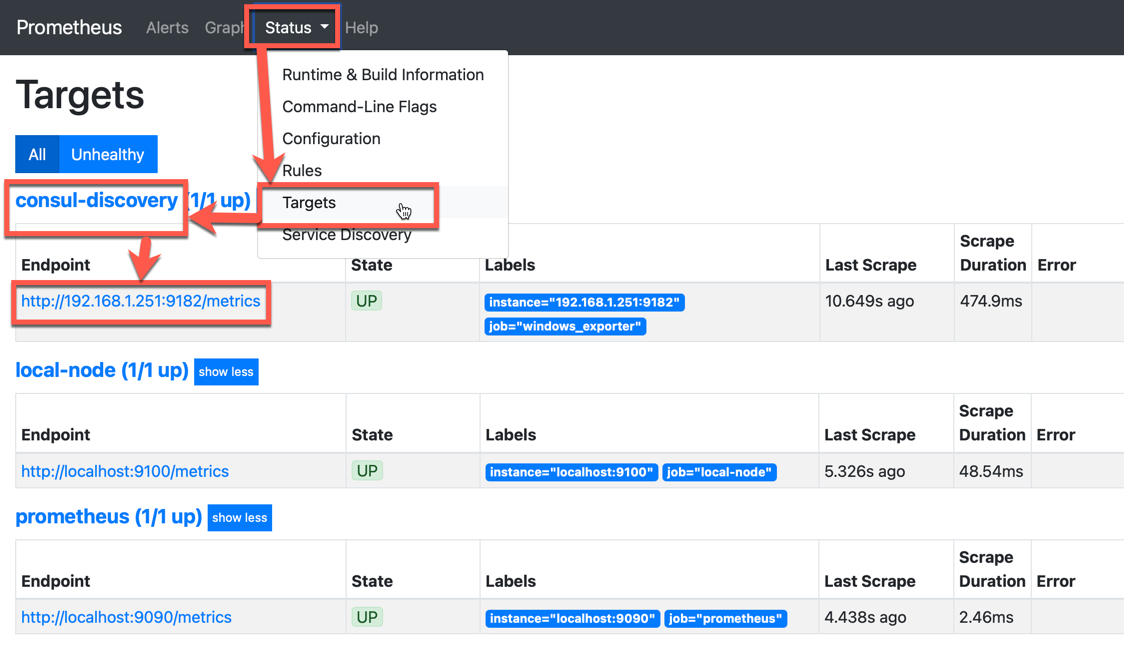 Prometheus Alerts Graph Status Help
Runtime & Build Information
Command-Line Flags
Configuration
Rules
Targets
Service Discovery
Targets
All Unhealthy
consul-discovery (1/1 up)
Endpoint State Labels Last Scrape Scrape Duration Error
http://192.168.1.251:9182/metrics UP instance="192.168.1.251:9182" 10.649s ago 474.9ms
job="windows_exporter"
local-node (1/1 up) show less
Endpoint State Labels Last Scrape Scrape Duration Error
http://localhost:9100/metrics UP instance="localhost:9100" job="local-node" 5.326s ago 48.54ms
prometheus (1/1 up) show less
Endpoint State Labels Last Scrape Scrape Duration Error
http://localhost:9090/metrics UP instance="localhost:9090" job="prometheus" 4.438s ago 2.46ms